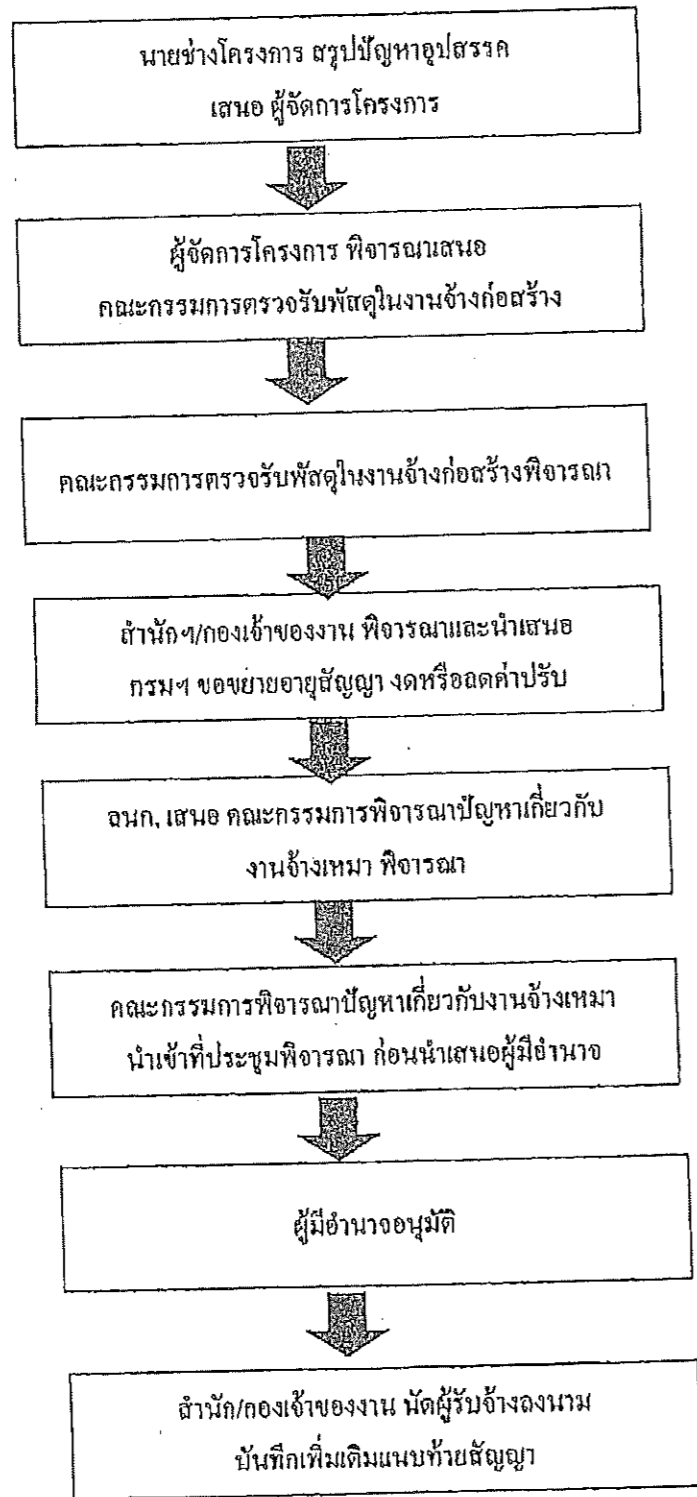 นายช่างโครงการ สรุปปัญหาอุปสรรค
เสนอ ผู้จัดการโครงการ
ผู้จัดการโครงการ พิจารณาเสนอ
คณะกรรมการตรวจรับพัสดุในงานจ้างก่อสร้าง
คณะกรรมการตรวจรับพัสดุในงานจ้างก่อสร้างพิจารณา
สำนักฯ/กองเจ้าของงาน พิจารณาและนำเสนอ
กรมฯ ขอขยายอายุสัญญา งดหรือลดค่าปรับ
ลนก. เสนอ คณะกรรมการพิจารณาปัญหาเกี่ยวกับ
งานจ้างเหมา พิจารณา
คณะกรรมการพิจารณาปัญหาเกี่ยวกับงานจ้างเหมา
นำเข้าที่ประชุมพิจารณา ก่อนนำเสนอผู้มีอำนาจ
ผู้มีอำนาจอนุมัติ
สำนัก/กองเจ้าของงาน นัดผู้รับจ้างลงนาม
บันทึกเพิ่มเติมแนบท้ายสัญญา